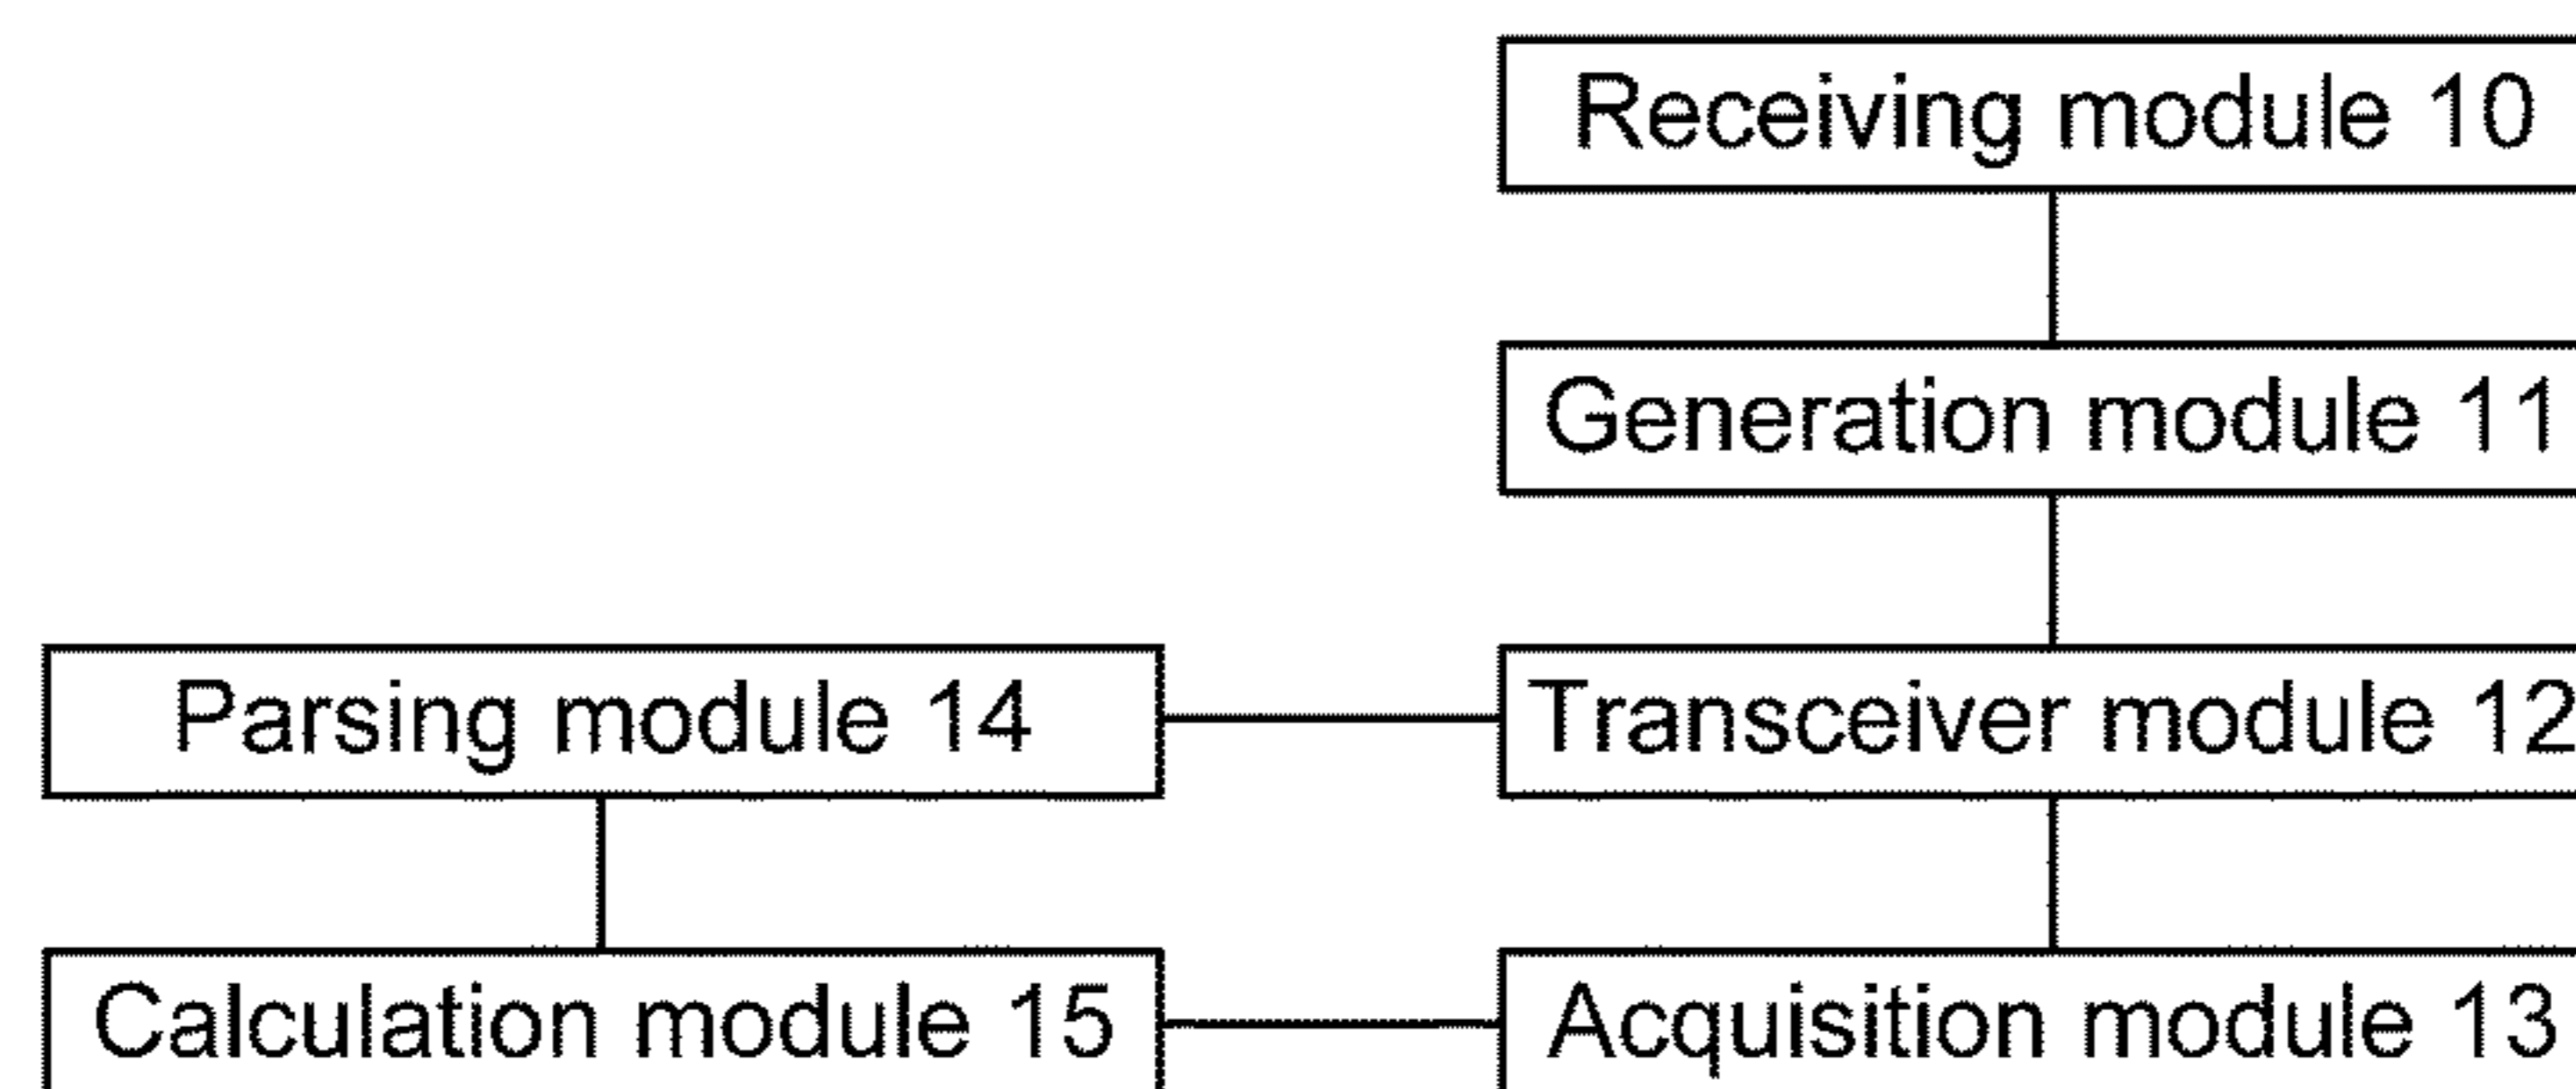 Receiving module 10
Generation module 11
Parsing module 14
Transceiver module 12
Calculation module 15
Acquisition module 13